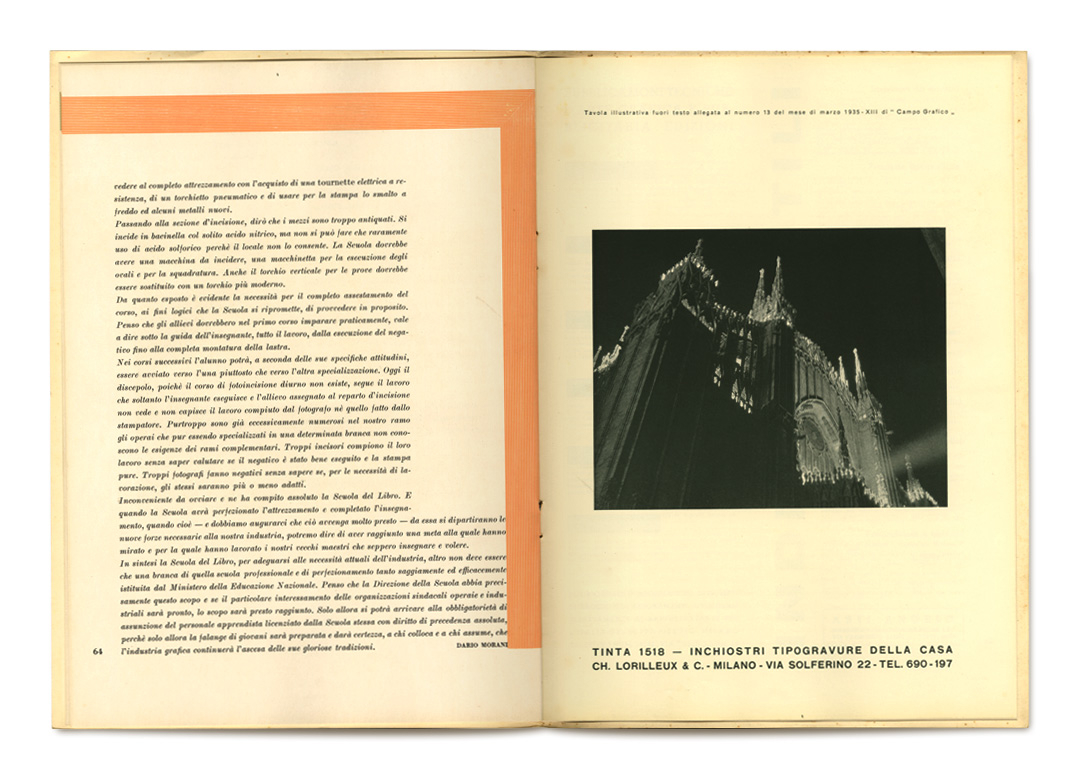 cedere al completo attrezzamento con l'acquisto di una tournette elettrica a re-
sistenza, di un torchietto pneumatico e di usare per la stampa lo smalto a
freddo ed alcuni metalli nuovi.
Passando alla sezione d'incisione, dirò che i mezzi sono troppo antiquati. Si
incide in bacinella col solito acido nitrico, ma non si può fare che raramente
uso di acido solforico perchè il locale non lo consente. La Scuola dovrebbe
avere una macchina da incidere, una macchinetta per la esecuzione degli
ovali e per la squadratura. Anche il torchio verticale per le prove dovrebbe
essere sostituito con un torchio più moderno.
Da quanto esposto è evidente la necessità per il completo assestamento del
corso, ai fini logici che la Scuola si ripromette, di provvedere in proposito.
Penso che gli allievi dovrebbero nel primo corso imparare praticamente, vale
a dire sotto la guida dell'insegnante, tutto il lavoro, dalla esecuzione del nega-
tivo fino alla completa montatura della lastra.
Nei corsi successivi l'alunno potrà, a seconda delle sue specifiche attitudini,
essere avviato verso l'una piuttosto che verso l'altra specializzazione. Oggi il
discepolo, poichè il corso di fotoincisione diurno non esiste, segue il lavoro
che soltanto l'insegnante eseguisce e l'allievo assegnato al reparto d'incisione
non vede e non capisce il lavoro compiuto dal fotografo nè quello fatto dallo
stampatore. Purtroppo sono già eccessivamente numerosi nel nostro ramo
gli operai che pur essendo specializzati in una determinata branca non cono-
scono le esigenze dei rami complementari. Troppi incisori compiono il loro
lavoro senza saper valutare se il negativo è stato bene eseguito e la stampa
pure. Troppi fotografi fanno negativi senza sapere se, per le necessità di la-
vorazione, gli stessi saranno più o meno adatti.
Inconveniente da ovviare e ne ha compito assoluto la Scuola del Libro. E
quando la Scuola avrà perfezionato l'attrezzamento e completato l'insegna-
mento, quando cioè — e dobbiamo augurarci che ciò avvenga molto presto — da essa si dipartiranno le
nuove forze necessarie alla nostra industria, potremo dire di aver raggiunto una meta alla quale hanno
mirato e per la quale hanno lavorato i nostri vecchi maestri che seppero insegnare e volere.
In sintesi la Scuola del Libro, per adeguarsi alle necessità attuali dell'industria, altro non deve essere
che una branca di quella scuola professionale e di perfezionamento tanto saggiamente ed efficacemente
istituita dal Ministero della Educazione Nazionale. Penso che la Direzione della Scuola abbia preci-
samente questo scopo e se il particolare interessamento delle organizzazioni sindacali operaie e indu-
striali sarà pronto, lo scopo sarà presto raggiunto. Solo allora si potrà arrivare alla obbligatorietà di
assunzione del personale apprendista licenziato dalla Scuola stessa con diritto di precedenza assoluta,
perchè solo allora la falange di giovani sarà preparata e darà certezza, a chi colloca e a chi assume, che
l'industria grafica continuerà l'ascesa delle sue gloriose tradizioni.
DARIO MORANI
64
Tavola illustrativa fuori testo allegata al numero 13 del mese di marzo 1935-XIII di " Campo Grafico „
TINTA 1518 — INCHIOSTRI TIPOGRAVURE DELLA CASA
CH. LORILLEUX & C. - MILANO - VIA SOLFERINO 22 - TEL. 690-197